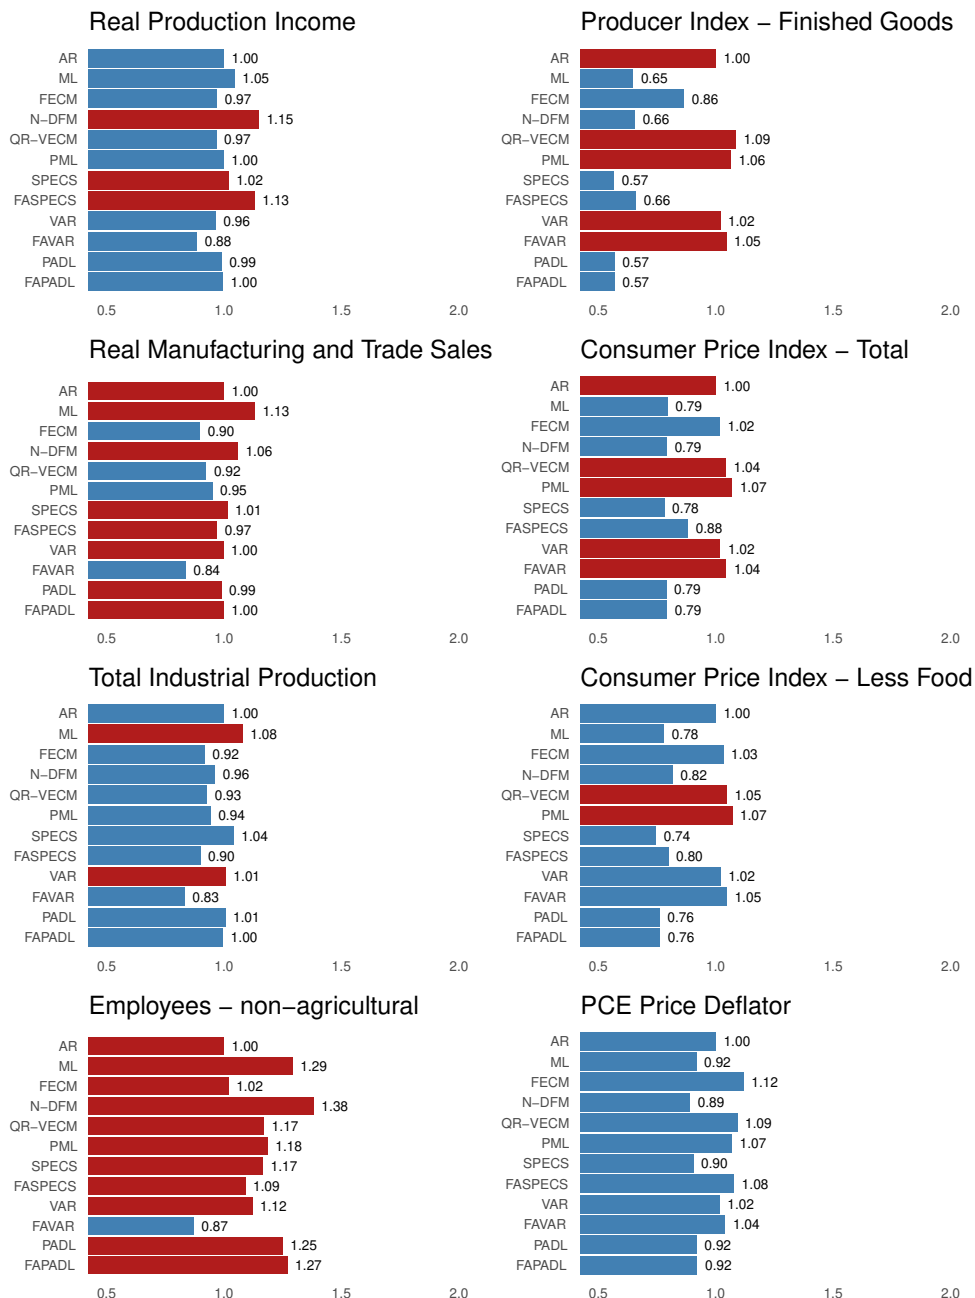 Real Production Income
AR 1.00
ML 1.05
FECM 0.97
N−DFM 1.15
QR−VECM 0.97
PML 1.00
SPECS 1.02
FASPECS 1.13
VAR 0.96
FAVAR 0.88
PADL 0.99
FAPADL 1.00
0.5 1.0 1.5 2.0
Producer Index − Finished Goods
AR 1.00
ML 0.65
FECM 0.86
N−DFM 0.66
QR−VECM 1.09
PML 1.06
SPECS 0.57
FASPECS 0.66
VAR 1.02
FAVAR 1.05
PADL 0.57
FAPADL 0.57
0.5 1.0 1.5 2.0
Real Manufacturing and Trade Sales
AR 1.00
ML 1.13
FECM 0.90
N−DFM 1.06
QR−VECM 0.92
PML 0.95
SPECS 1.01
FASPECS 0.97
VAR 1.00
FAVAR 0.84
PADL 0.99
FAPADL 1.00
0.5 1.0 1.5 2.0
Consumer Price Index − Total
AR 1.00
ML 0.79
FECM 1.02
N−DFM 0.79
QR−VECM 1.04
PML 1.07
SPECS 0.78
FASPECS 0.88
VAR 1.02
FAVAR 1.04
PADL 0.79
FAPADL 0.79
0.5 1.0 1.5 2.0
Total Industrial Production
AR 1.00
ML 1.08
FECM 0.92
N−DFM 0.96
QR−VECM 0.93
PML 0.94
SPECS 1.04
FASPECS 0.90
VAR 1.01
FAVAR 0.83
PADL 1.01
FAPADL 1.00
0.5 1.0 1.5 2.0
Consumer Price Index − Less Food
AR 1.00
ML 0.78
FECM 1.03
N−DFM 0.82
QR−VECM 1.05
PML 1.07
SPECS 0.74
FASPECS 0.80
VAR 1.02
FAVAR 1.05
PADL 0.76
FAPADL 0.76
0.5 1.0 1.5 2.0
Employees − non−agricultural
AR 1.00
ML 1.29
FECM 1.02
N−DFM 1.38
QR−VECM 1.17
PML 1.18
SPECS 1.17
FASPECS 1.09
VAR 1.12
FAVAR 0.87
PADL 1.25
FAPADL 1.27
0.5 1.0 1.5 2.0
PCE Price Deflator
AR 1.00
ML 0.92
FECM 1.12
N−DFM 0.89
QR−VECM 1.09
PML 1.07
SPECS 0.90
FASPECS 1.08
VAR 1.02
FAVAR 1.04
PADL 0.92
FAPADL 0.92
0.5 1.0 1.5 2.0